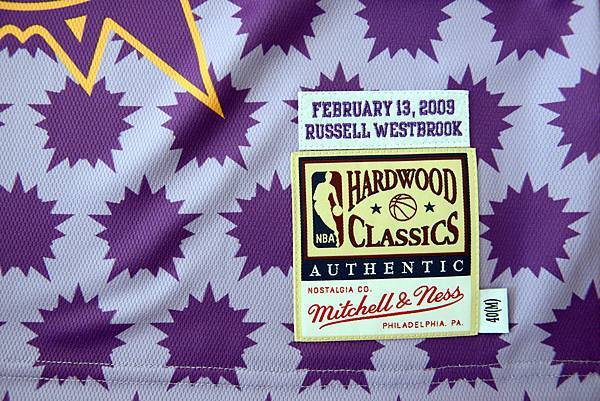 FEBRUARY 13, 2009
RUSSELL WESTBROOK
NBA
HARDWOOD
CLASSICS
AUTHENTIC
NOSTALGIA CO.
Mitchell & Ness
PHILADELPHIA, PA.
40(M)